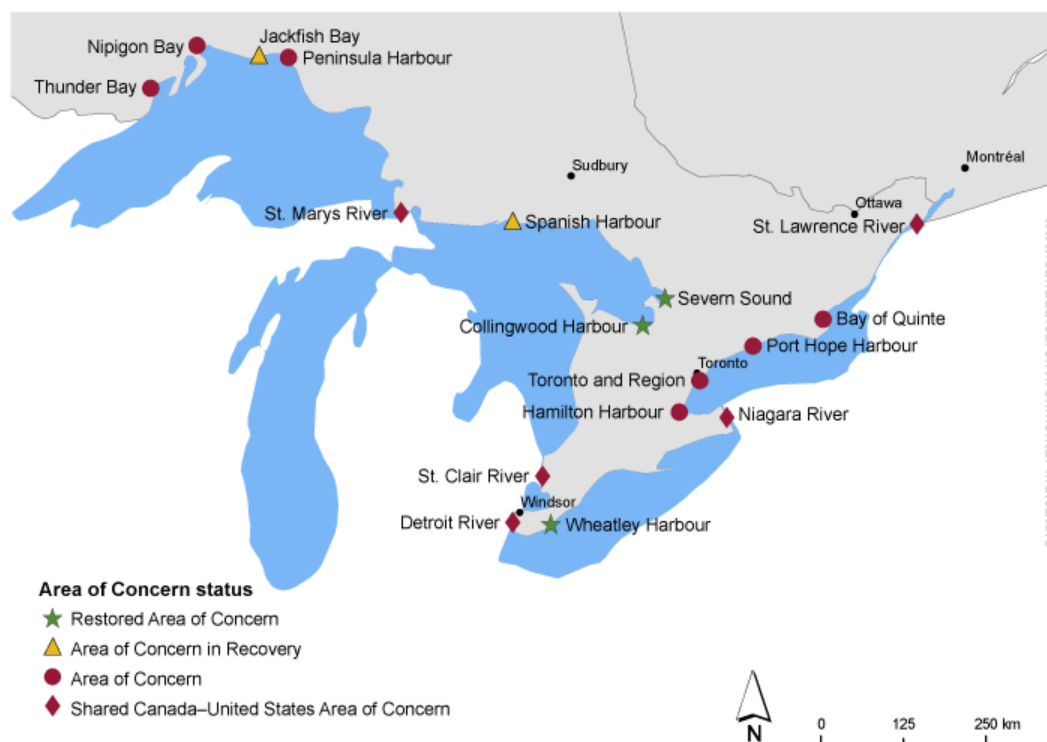 Jackfish Bay
Nipigon Bay
Peninsula Harbour
Thunder Bay
Montréal
Sudbury
Ottawa
St. Marys River
Spanish Harbour
St. Lawrence River
Severn Sound
Collingwood Harbour
Bay of Quinte
Port Hope Harbour
Toronto
Toronto and Region
Hamilton Harbour
Niagara River
St. Clair River
Windsor
Detroit River
Wheatley Harbour
Area of Concern status
Restored Area of Concern
Area of Concern in Recovery
Area of Concern
Shared Canada–United States Area of Concern
N
0 125 250 km